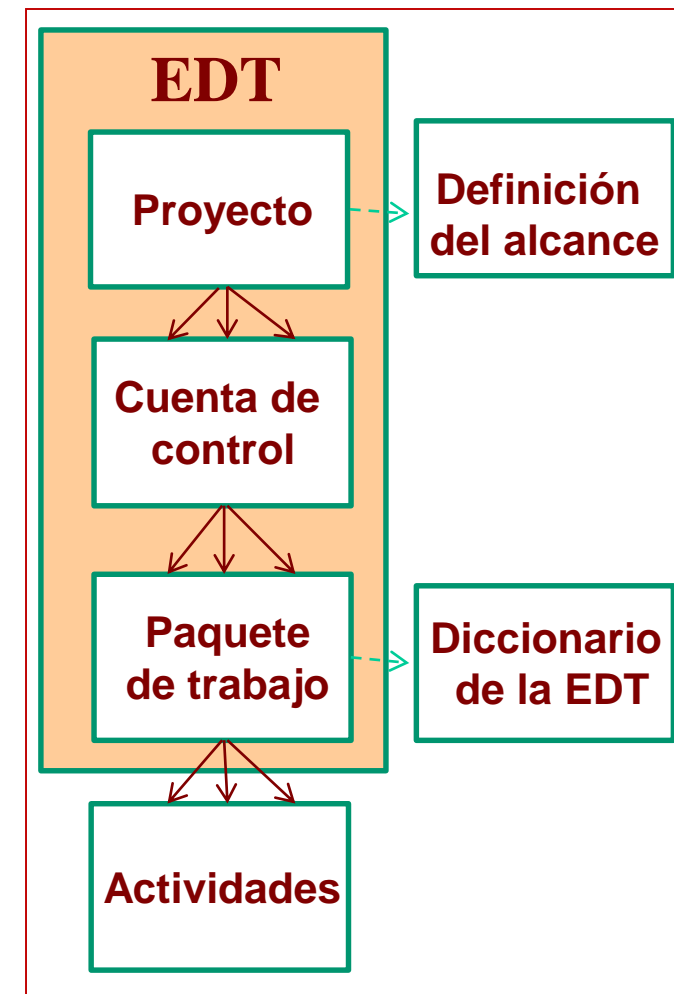 EDT
Proyecto
Definición
del alcance
Cuenta de
control
Paquete
de trabajo
Diccionario
de la EDT
Actividades